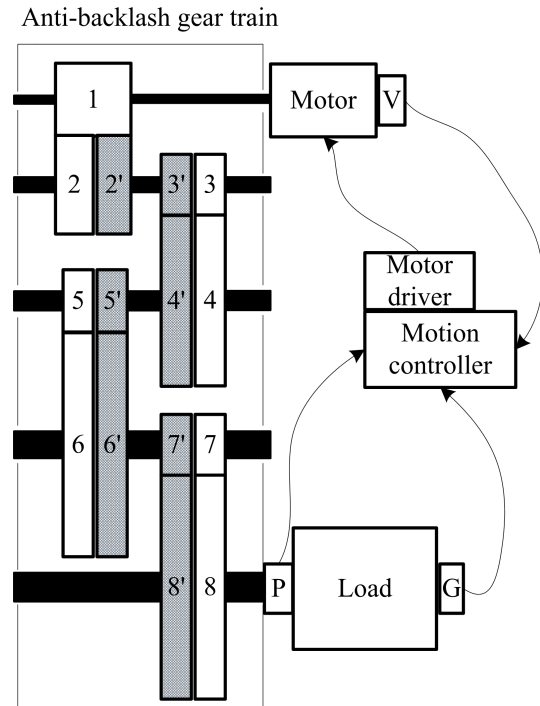 Anti-backlash gear train
1
Motor
V
2
2'
3'
3
Motor
driver
5
5'
4'
4
Motion
controller
6
6'
7'
7
8'
8
P
Load
G